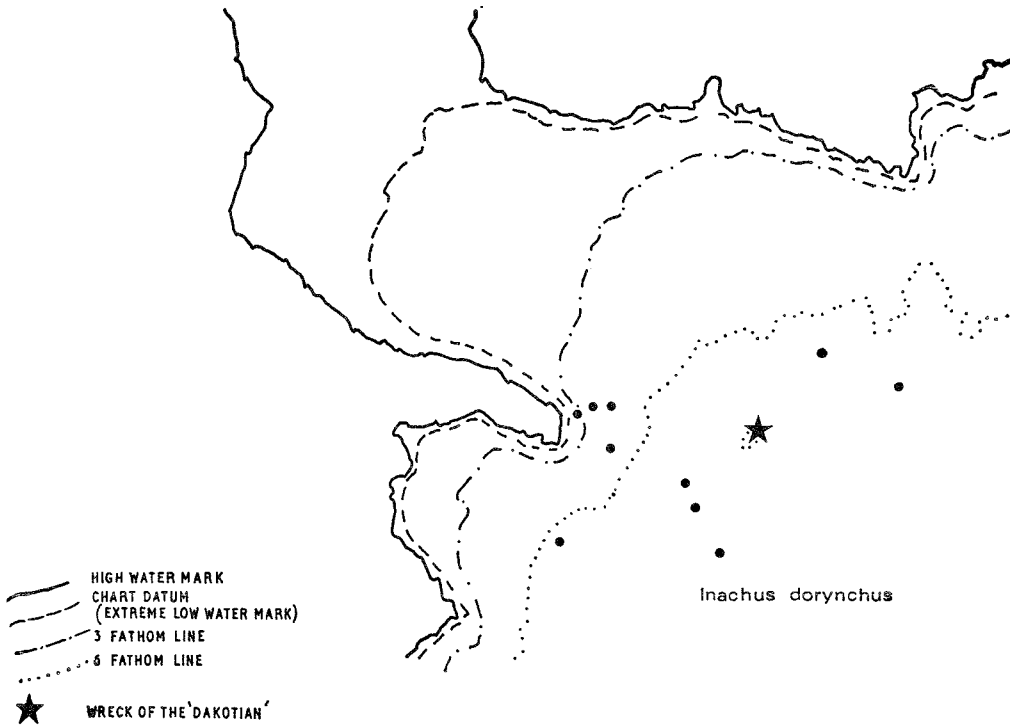 Inachus dorynchus
HIGH WATER MARK
CHART DATUM
(EXTREME LOW WATER MARK)
3 FATHOM LINE
6 FATHOM LINE
WRECK OF THE 'DAKOTIAN'